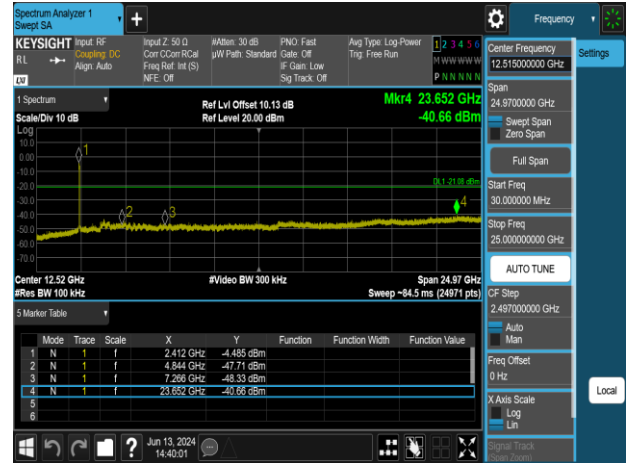 Spectrum Analyzer 1
Swept SA
Frequency
KEYSIGHT
Input: RF
Input Z: 50 Ω
#Atten: 30 dB
PNO: Fast
Avg Type: Log-Power
1 2 3 4 5 6
RL
Coupling: DC
Corr CCorr RCal
µW Path: Standard
Gate: Off
Trig: Free Run
M W W W W W
Align: Auto
Freq Ref: Int (S)
IF Gain: Low
NFE: Off
Sig Track: Off
P N N N N N
LXI
1 Spectrum
Ref Lvl Offset 10.13 dB
Mkr4 23.652 GHz
Scale/Div 10 dB
Ref Level 20.00 dBm
-40.66 dBm
Log
10.0
0.00
-10.0
-20.0
-30.0
-40.0
-50.0
-60.0
-70.0
1
2
3
4
DL1 -21.08 dBm
Center 12.52 GHz
#Video BW 300 kHz
Span 24.97 GHz
#Res BW 100 kHz
Sweep ~84.5 ms (24971 pts)
5 Marker Table
Mode Trace Scale X Y Function Function Width Function Value
1 N 1 f 2.412 GHz -4.485 dBm
2 N 1 f 4.844 GHz -47.71 dBm
3 N 1 f 7.266 GHz -48.33 dBm
4 N 1 f 23.652 GHz -40.66 dBm
5
6
Jun 13, 2024
14:40:01
Center Frequency
12.515000000 GHz
Span
24.9700000 GHz
Swept Span
Zero Span
Full Span
Start Freq
30.000000 MHz
Stop Freq
25.000000000 GHz
AUTO TUNE
CF Step
2.497000000 GHz
Auto
Man
Freq Offset
0 Hz
X Axis Scale
Log
Lin
Signal Track
(Span Zoom)
Settings
Local